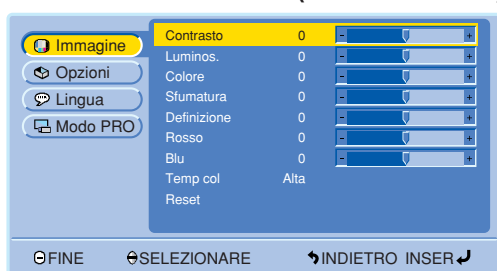 Immagine
Opzioni
Lingua
Modo PRO
Contrasto 0 - +
Luminos. 0 - +
Colore 0 - +
Sfumatura 0 - +
Definizione 0 - +
Rosso 0 - +
Blu 0 - +
Temp col Alta
Reset
FINE SELEZIONARE INDIETRO INSER